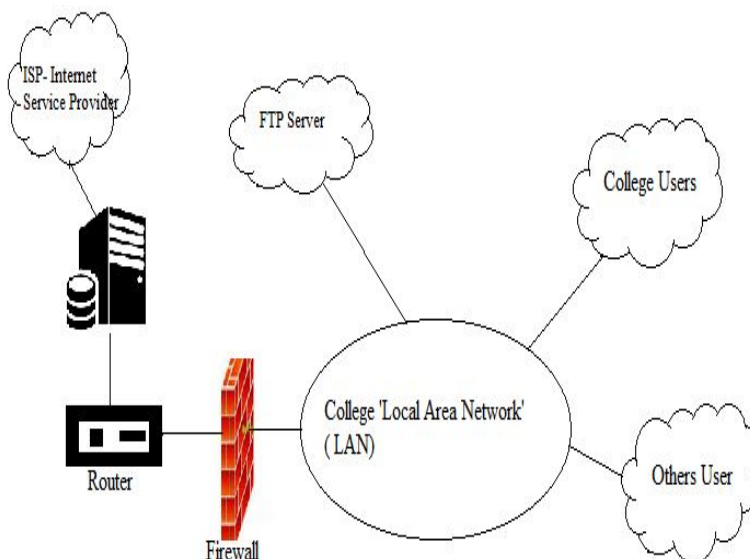 ISP- Internet
- Service Provider
FTP Server
College Users
College 'Local Area Network'
( LAN)
Router
Others User
Firewall